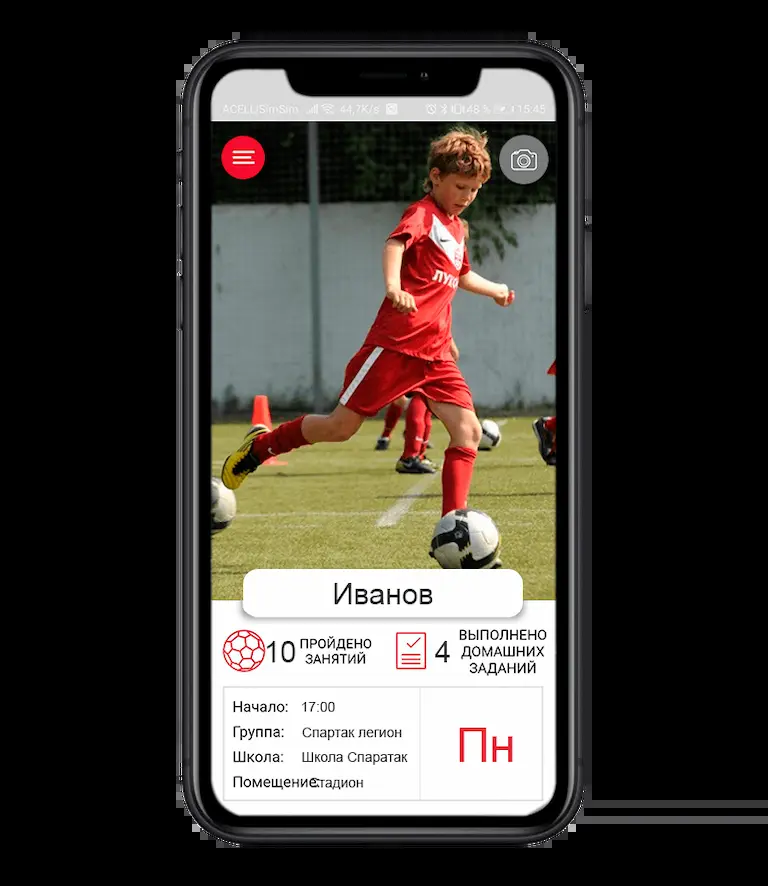 ACELL/SimSim 44,7K/s 48 % 15:45
ЛУКО
Иванов
10 ПРОЙДЕНО ЗАНЯТИЙ
4 ВЫПОЛНЕНО ДОМАШНИХ ЗАДАНИЙ
Начало: 17:00
Группа: Спартак легион
Школа: Школа Спаратак
Помещение: Стадион
Пн